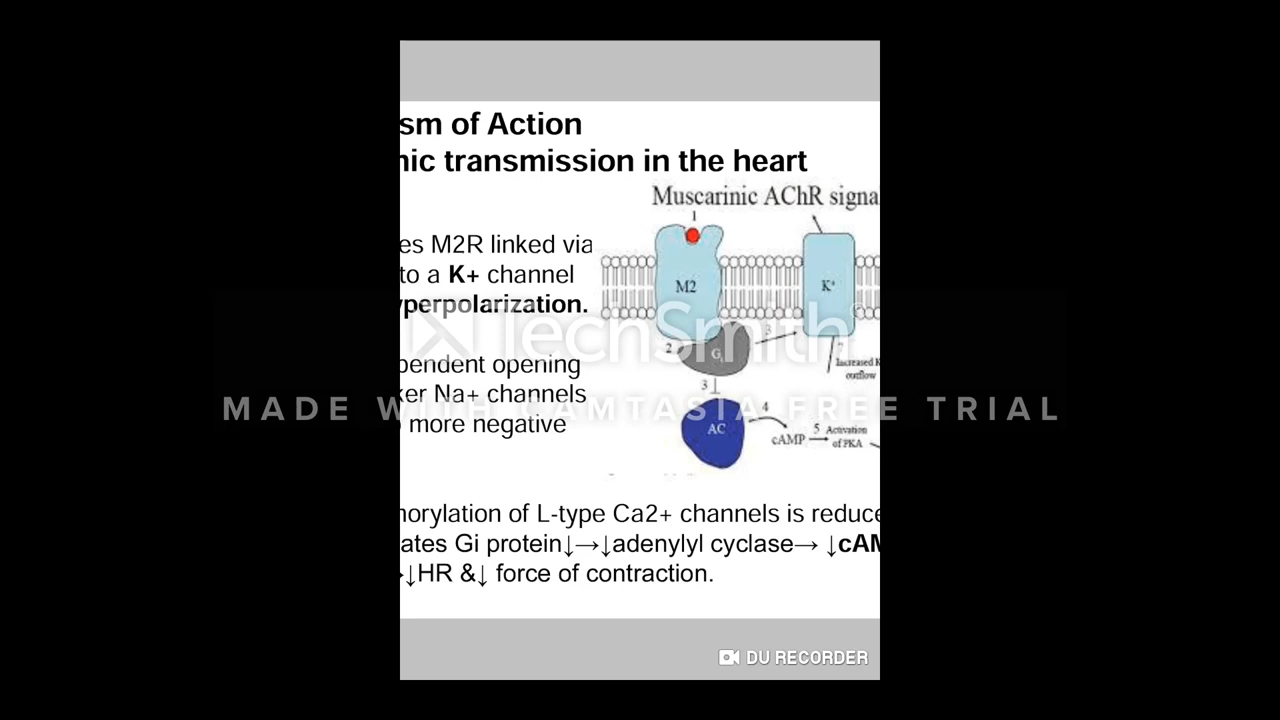 sm of Action
nic transmission in the heart
Muscarinic AChR signa
1
es M2R linked via
to a K+ channel
yperpolarization.
M2
K+
TechSmith
2
Gi
3
Increased K
outflow
pendent opening
ker Na+ channels
more negative
MADE WITH CAMTASIA FREE TRIAL
3
AC
4
cAMP
5
Activation
of PKA
horylation of L-type Ca2+ channels is reduce
ates Gi protein↓→↓adenylyl cyclase→ ↓cAM
→↓HR &↓ force of contraction.
DU RECORDER